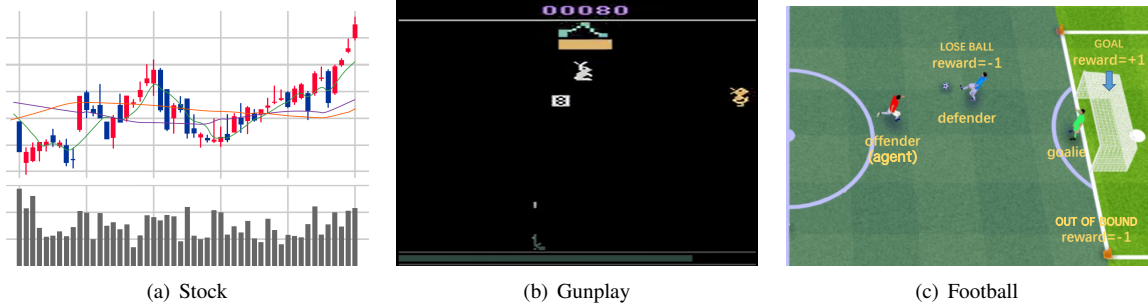 00080
LOSE BALL
reward=-1
GOAL
reward=+1
defender
offender
(agent)
goalie
OUT OF BOUND
reward=-1
(a) Stock
(b) Gunplay
(c) Football